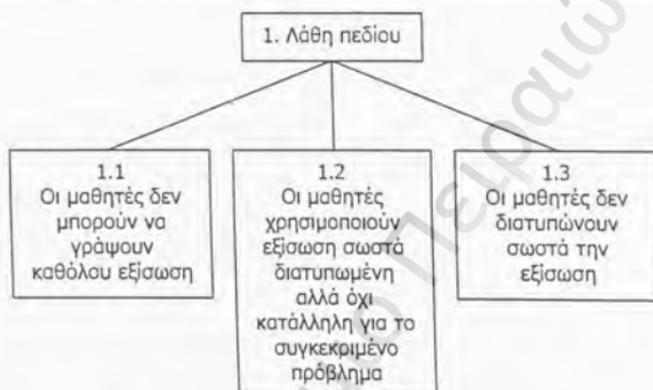 1. Λάθη πεδίου
1.1
Οι μαθητές δεν
μπορούν να
γράψουν
καθόλου εξίσωση
1.2
Οι μαθητές
χρησιμοποιούν
εξίσωση σωστά
διατυπωμένη
αλλά όχι
κατάλληλη για το
συγκεκριμένο
πρόβλημα
1.3
Οι μαθητές δεν
διατυπώνουν
σωστά την
εξίσωση
Πειραιώ